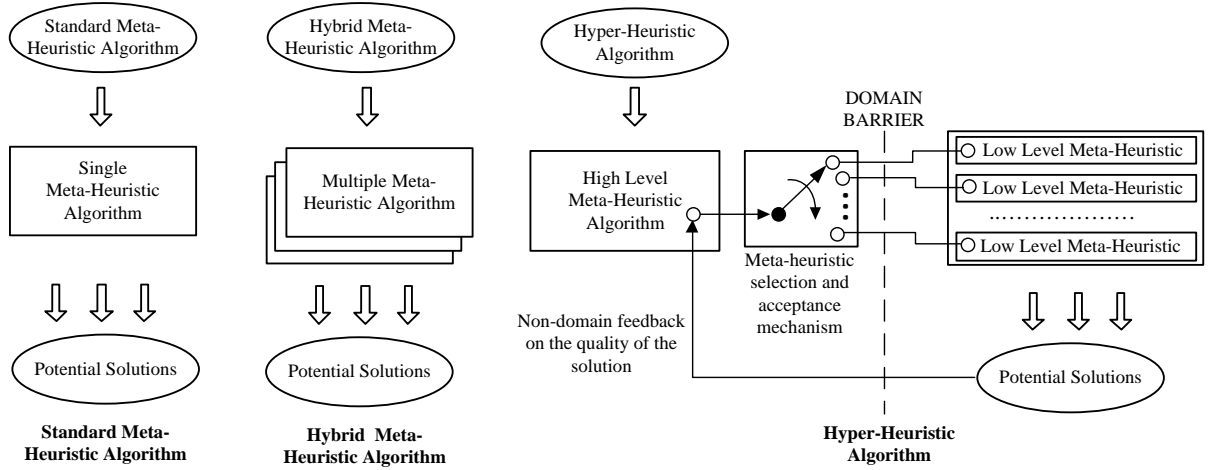 Standard Meta-
Heuristic Algorithm
Single
Meta-Heuristic
Algorithm
Potential Solutions
Standard Meta-
Heuristic Algorithm
Hybrid Meta-
Heuristic Algorithm
Multiple Meta-
Heuristic Algorithm
Potential Solutions
Hybrid Meta-
Heuristic Algorithm
Hyper-Heuristic
Algorithm
High Level
Meta-Heuristic
Algorithm
Meta-heuristic
selection and
acceptance
mechanism
DOMAIN
BARRIER
Low Level Meta-Heuristic
Low Level Meta-Heuristic
...................
Low Level Meta-Heuristic
Non-domain feedback
on the quality of the
solution
Potential Solutions
Hyper-Heuristic
Algorithm